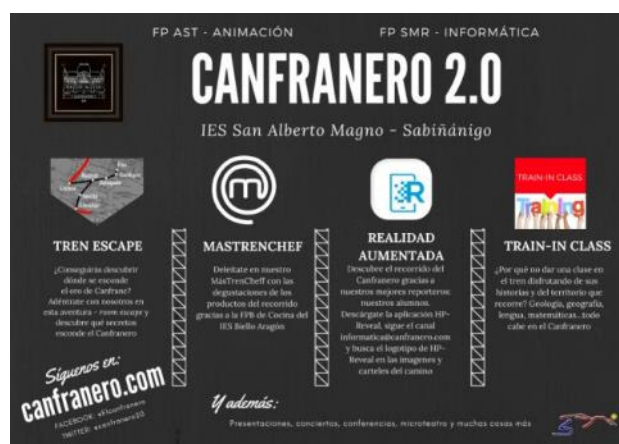 FP AST - ANIMACIÓN
FP SMR - INFORMÁTICA
CANFRANERO 2.0
IES San Alberto Magno - Sabiñánigo
TREN ESCAPE
¿Conseguirás descubrir
dónde se esconde
el oro de Canfranc?
Adéntrate con nosotros en
esta aventura - room escape y
descubre qué secretos
esconde el Canfranero
MASTRENCHEF
Deleitate en nuestro
MásTrenCheff con las
degustaciones de los
productos del recorrido
gracias a la FPB de Cocina del
IES Biello Aragón
R
REALIDAD
AUMENTADA
Descubre el recorrido del
Canfranero gracias a
nuestros mejores reporteros:
nuestros alumnos.
Descárgate la aplicación HP-
Reveal, sigue el canal
informatica@canfranero.com
y busca el logotipo de HP-
Reveal en las imagenes y
carteles del camino
TRAIN-IN CLASS
Training
TRAIN-IN CLASS
¿Por qué no dar una clase en
el tren disfrutando de sus
historias y del territorio que
recorre? Geología, geografía,
lengua, matemáticas...todo
cabe en el Canfranero
Síguenos en:
canfranero.com
FACEBOOK:
TWITTER:
Y además:
Presentaciones, conciertos, conferencias, microteatro y muchas cosas más